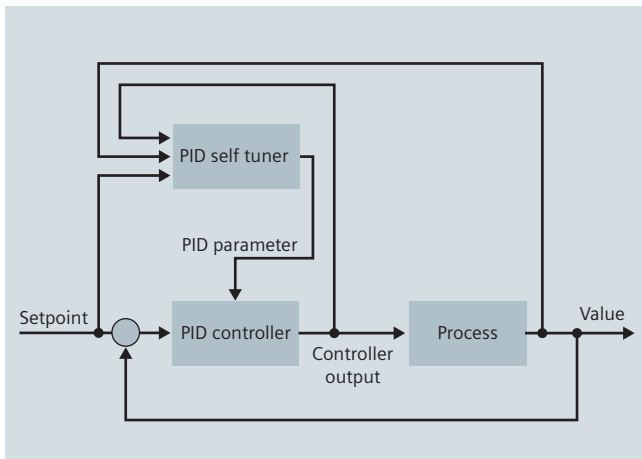 PID self tuner
PID parameter
Setpoint
PID controller
Controller
output
Process
Value